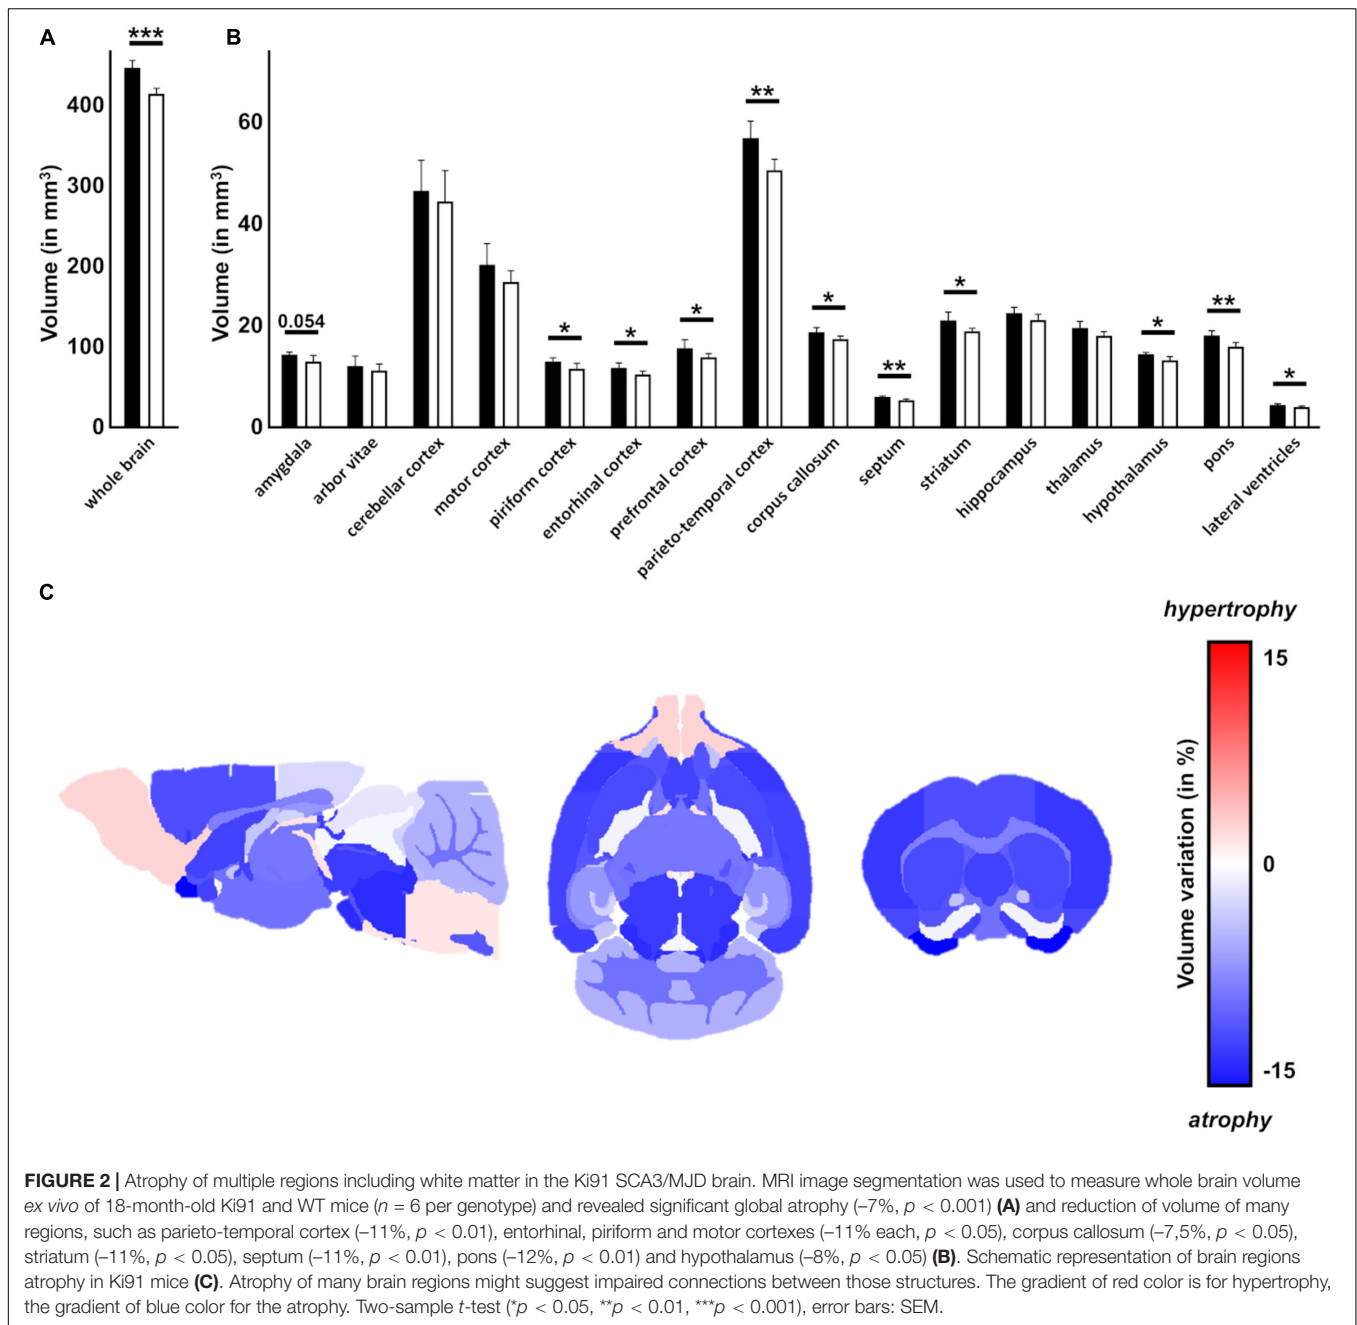 A
***
Volume (in mm³)
400
300
200
100
0
whole brain
B
Volume (in mm³)
60
40
20
0
0.054
*
*
*
**
*
**
*
*
**
*
amygdala
arbor vitae
cerebellar cortex
motor cortex
piriform cortex
entorhinal cortex
prefrontal cortex
parieto-temporal cortex
corpus callosum
septum
striatum
hippocampus
thalamus
hypothalamus
pons
lateral ventricles
C
hypertrophy
15
0
-15
Volume variation (in %)
atrophy
FIGURE 2 | Atrophy of multiple regions including white matter in the Ki91 SCA3/MJD brain. MRI image segmentation was used to measure whole brain volume
ex vivo of 18-month-old Ki91 and WT mice (n = 6 per genotype) and revealed significant global atrophy (–7%, p < 0.001) (A) and reduction of volume of many
regions, such as parieto-temporal cortex (–11%, p < 0.01), entorhinal, piriform and motor cortexes (–11% each, p < 0.05), corpus callosum (–7,5%, p < 0.05),
striatum (–11%, p < 0.05), septum (–11%, p < 0.01), pons (–12%, p < 0.01) and hypothalamus (–8%, p < 0.05) (B). Schematic representation of brain regions
atrophy in Ki91 mice (C). Atrophy of many brain regions might suggest impaired connections between those structures. The gradient of red color is for hypertrophy,
the gradient of blue color for the atrophy. Two-sample t-test (*p < 0.05, **p < 0.01, ***p < 0.001), error bars: SEM.